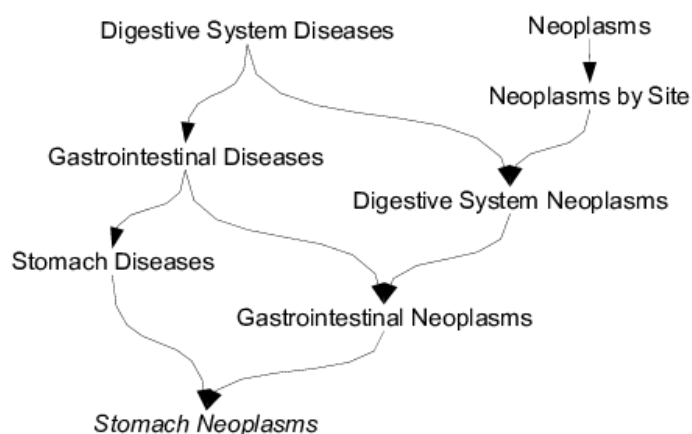 Digestive System Diseases
Neoplasms
Neoplasms by Site
Gastrointestinal Diseases
Digestive System Neoplasms
Stomach Diseases
Gastrointestinal Neoplasms
Stomach Neoplasms